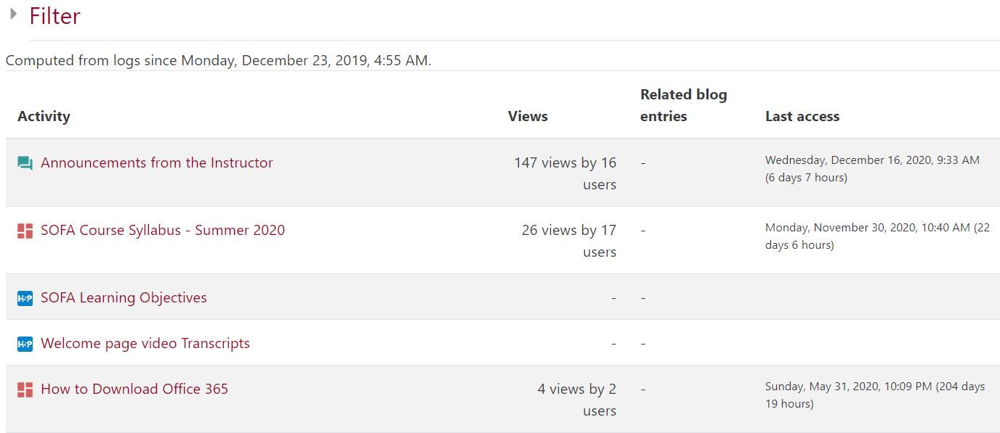 Filter
Computed from logs since Monday, December 23, 2019, 4:55 AM.
Activity Views Related blog entries Last access
Announcements from the Instructor 147 views by 16 users - Wednesday, December 16, 2020, 9:33 AM (6 days 7 hours)
SOFA Course Syllabus - Summer 2020 26 views by 17 users - Monday, November 30, 2020, 10:40 AM (22 days 6 hours)
H-P SOFA Learning Objectives - -
H-P Welcome page video Transcripts - -
How to Download Office 365 4 views by 2 users - Sunday, May 31, 2020, 10:09 PM (204 days 19 hours)